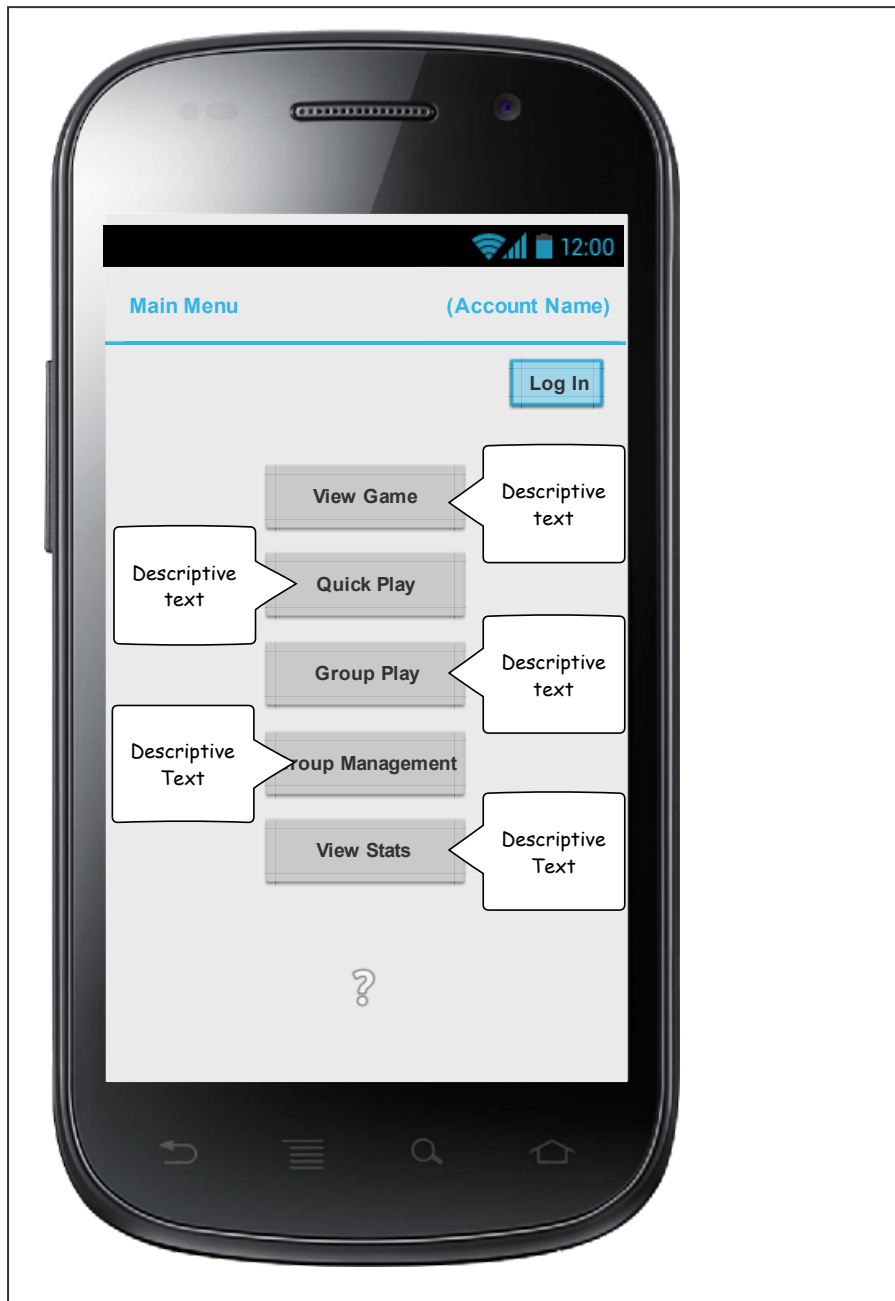 12:00
Main Menu
(Account Name)
Log In
View Game
Descriptive
text
Descriptive
text
Quick Play
Group Play
Descriptive
text
Descriptive
Text
roup Management
View Stats
Descriptive
Text
?